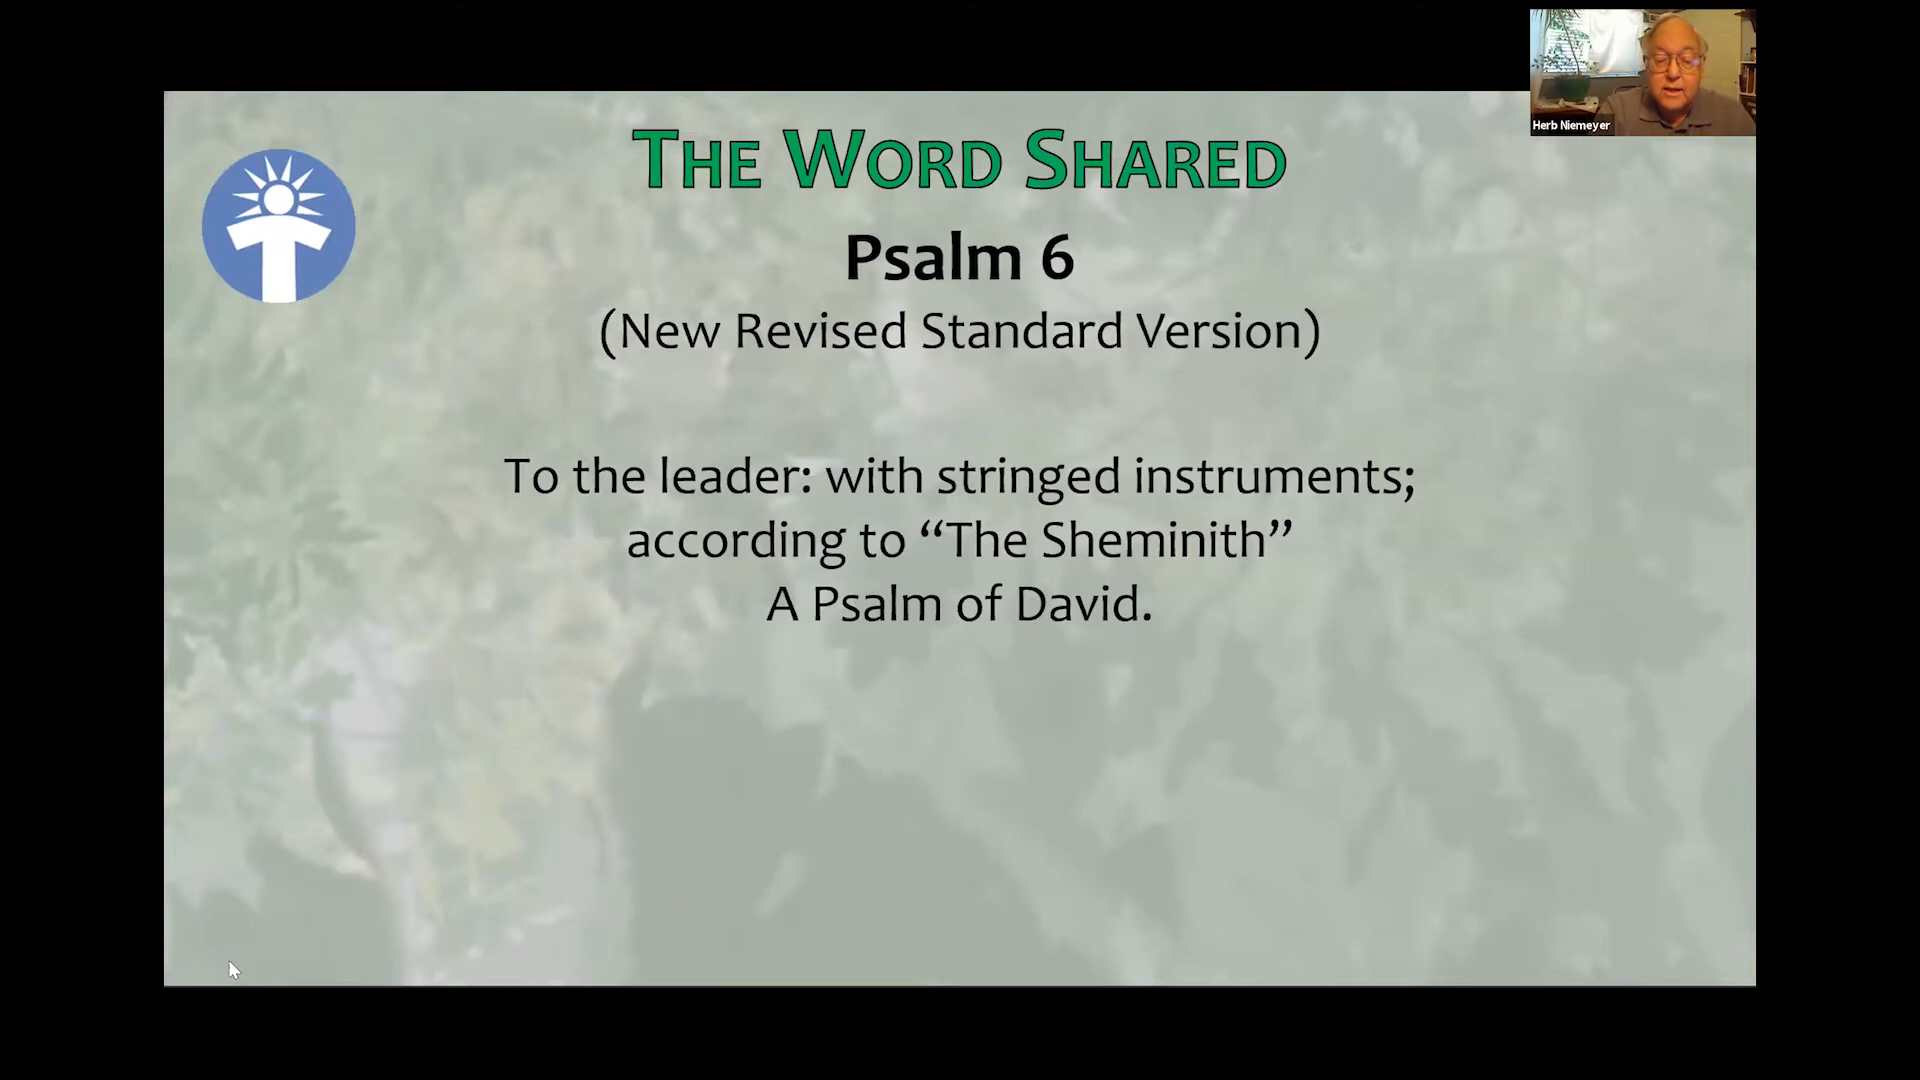 Herb Niemeyer
THE WORD SHARED
Psalm 6
(New Revised Standard Version)
To the leader: with stringed instruments;
according to “The Sheminith”
A Psalm of David.